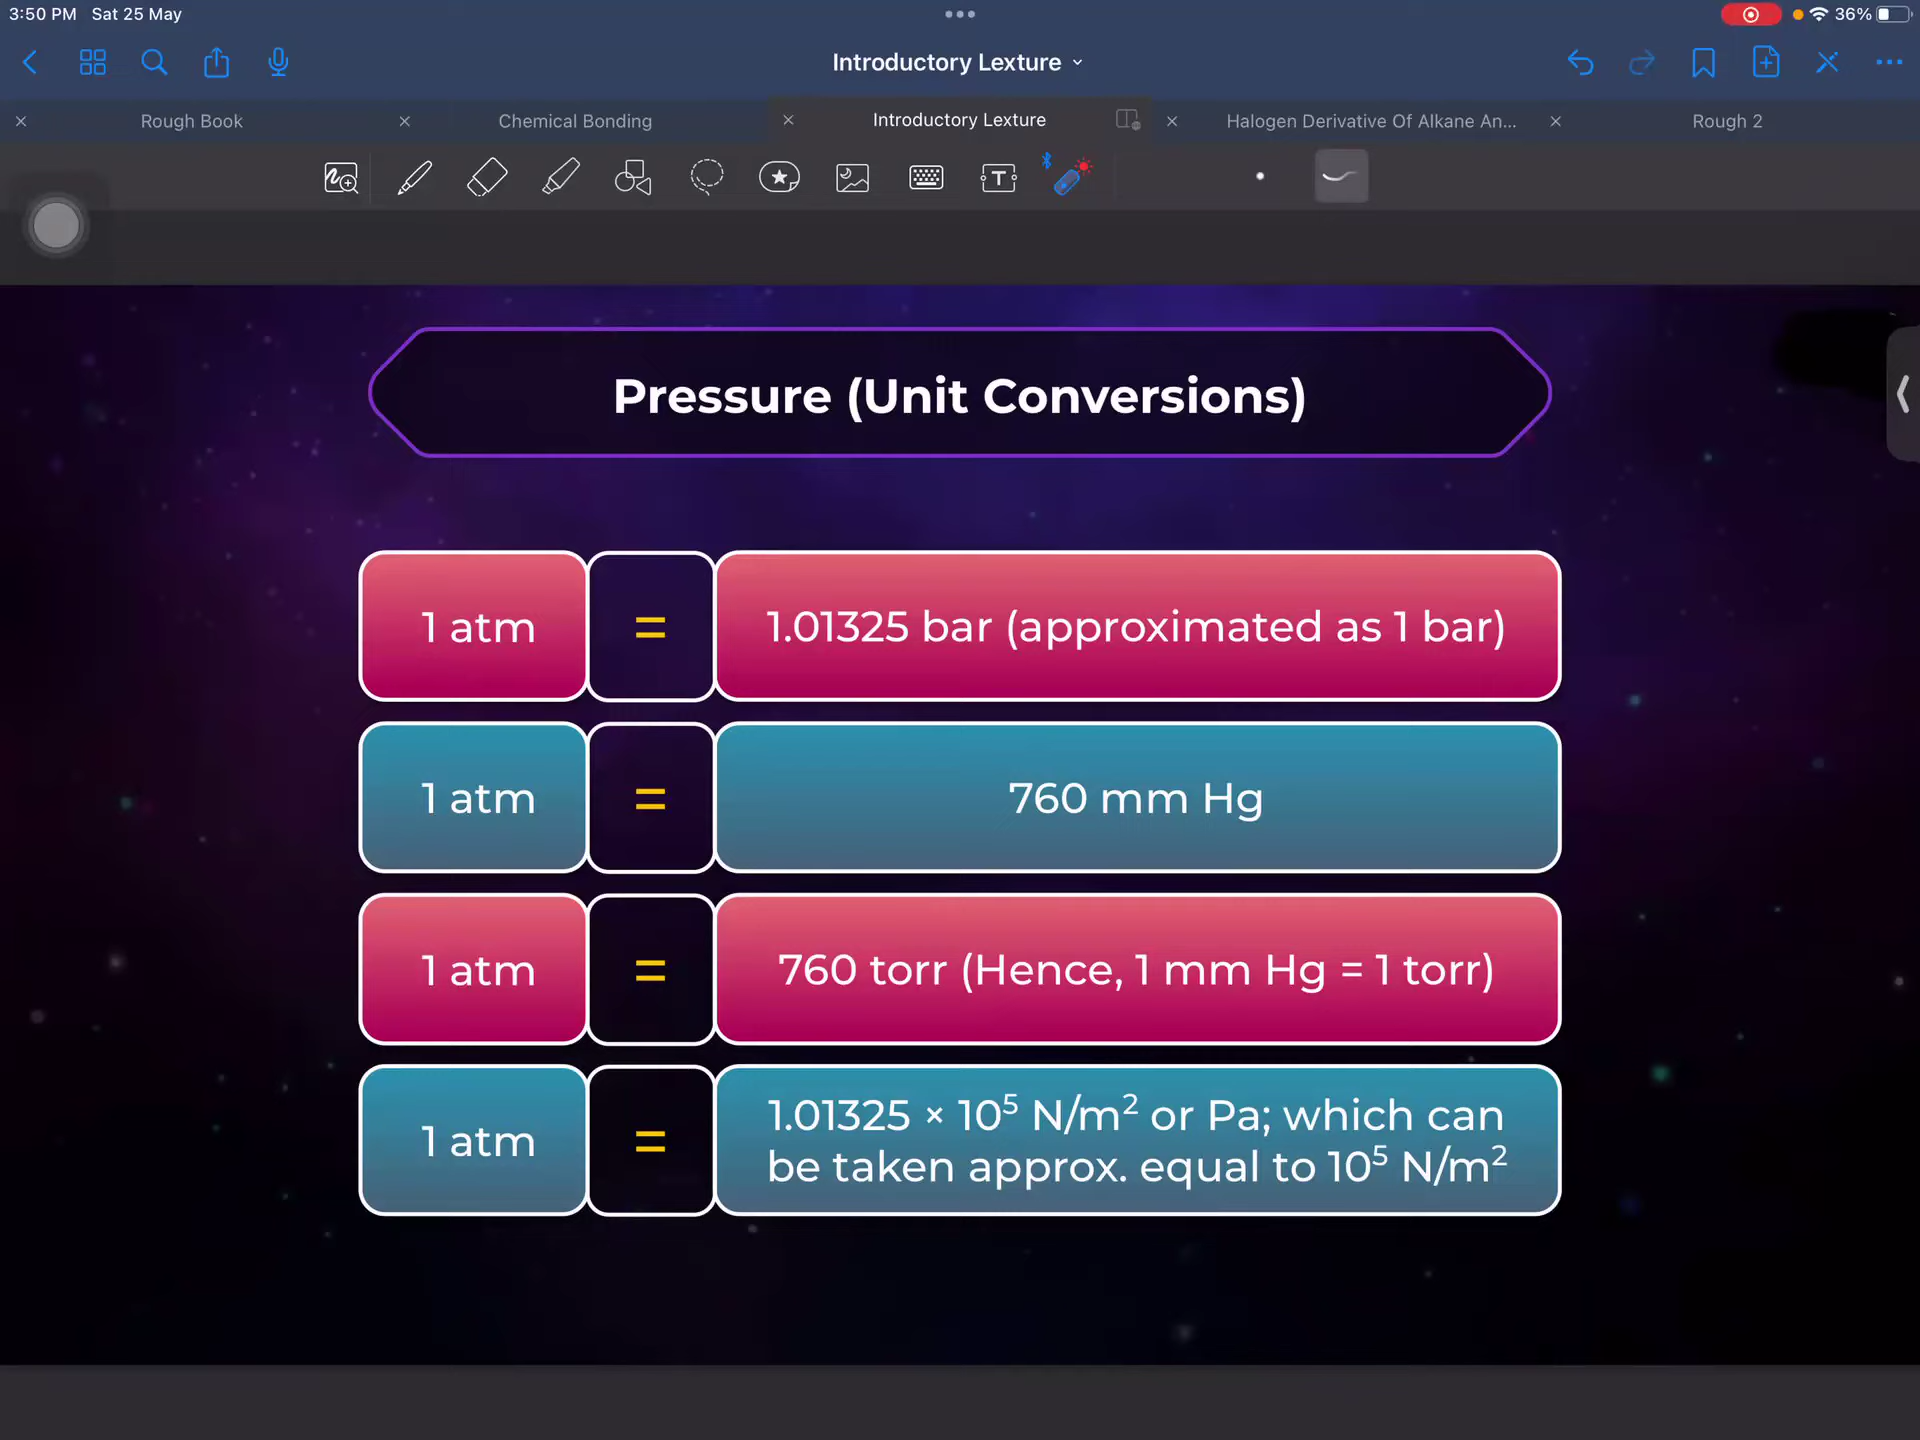 3:50 PM Sat 25 May
36%
Introductory Lexture
Rough Book
Chemical Bonding
Introductory Lexture
Halogen Derivative Of Alkane An...
Rough 2
T
Pressure (Unit Conversions)
1 atm = 1.01325 bar (approximated as 1 bar)
1 atm = 760 mm Hg
1 atm = 760 torr (Hence, 1 mm Hg = 1 torr)
1 atm = 1.01325 × 10⁵ N/m² or Pa; which can
be taken approx. equal to 10⁵ N/m²